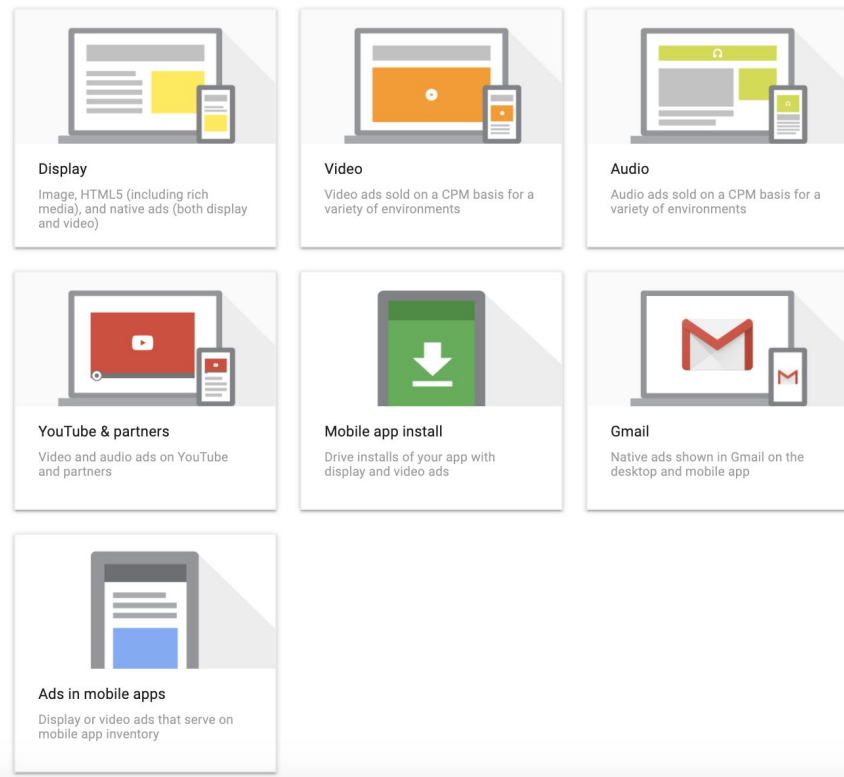 Display
Image, HTML5 (including rich
media), and native ads (both display
and video)
Video
Video ads sold on a CPM basis for a
variety of environments
Audio
Audio ads sold on a CPM basis for a
variety of environments
YouTube & partners
Video and audio ads on YouTube
and partners
Mobile app install
Drive installs of your app with
display and video ads
Gmail
Native ads shown in Gmail on the
desktop and mobile app
Ads in mobile apps
Display or video ads that serve on
mobile app inventory